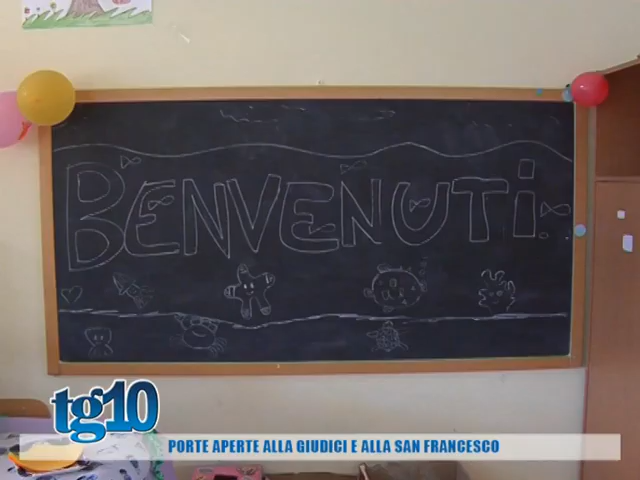 BENVENUTI
tg10
PORTE APERTE ALLA GIUDICI E ALLA SAN FRANCESCO